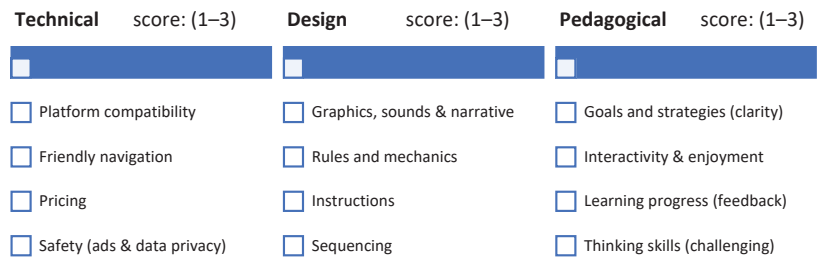 Technical score: (1–3)
Platform compatibility
Friendly navigation
Pricing
Safety (ads & data privacy)
Design score: (1–3)
Graphics, sounds & narrative
Rules and mechanics
Instructions
Sequencing
Pedagogical score: (1–3)
Goals and strategies (clarity)
Interactivity & enjoyment
Learning progress (feedback)
Thinking skills (challenging)